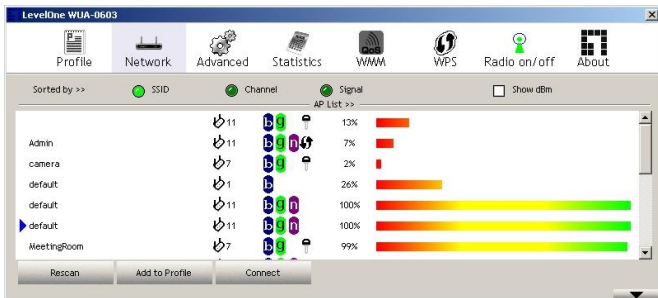 LevelOne WUA-0603
Profile Network Advanced Statistics QoS WMM WPS Radio on/off About
Sorted by >> SSID Channel Signal Show dBm
AP List >>
11 b g 13%
Admin 11 b g n 7%
camera 7 b g 2%
default 1 b 26%
default 11 b g n 100%
default 11 b g n 100%
MeetingRoom 7 b g 99%
Rescan Add to Profile Connect